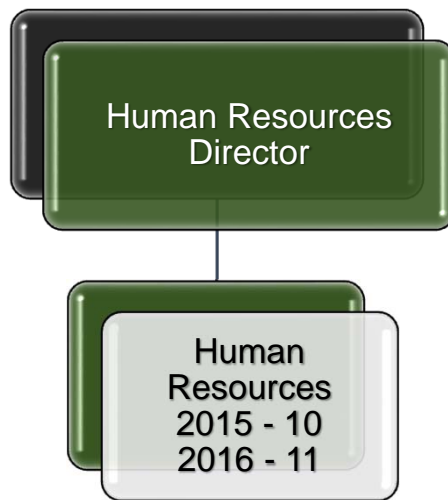 Human Resources
Director
Human
Resources
2015 - 10
2016 - 11